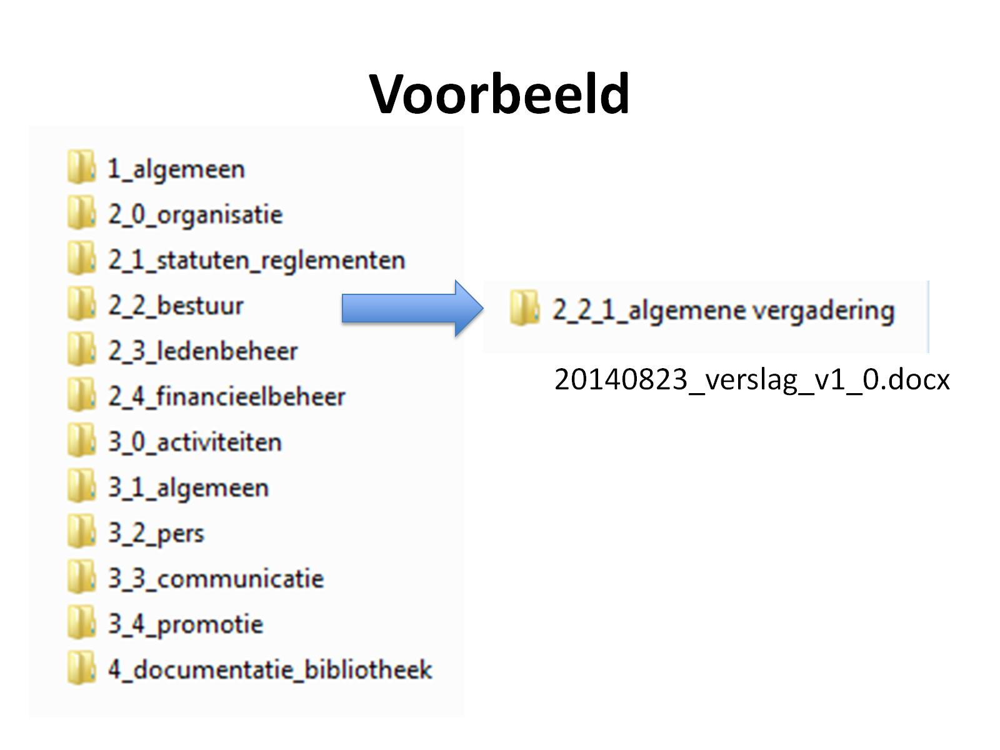 Voorbeeld
1_algemeen
2_0_organisatie
2_1_statuten_reglementen
2_2_bestuur
2_3_ledenbeheer
2_4_financieelbeheer
3_0_activiteiten
3_1_algemeen
3_2_pers
3_3_communicatie
3_4_promotie
4_documentatie_bibliotheek
2_2_1_algemene vergadering
20140823_verslag_v1_0.docx